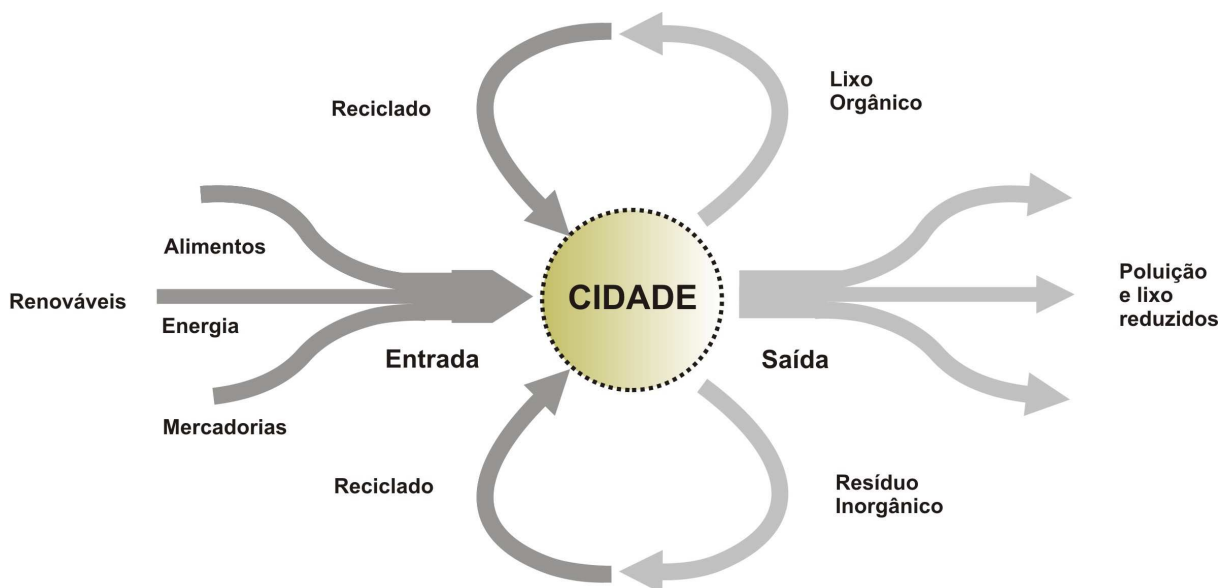 Reciclado
Lixo
Orgânico
Alimentos
Renováveis
Energia
Mercadorias
Entrada
CIDADE
Saída
Poluição
e lixo
reduzidos
Reciclado
Resíduo
Inorgânico